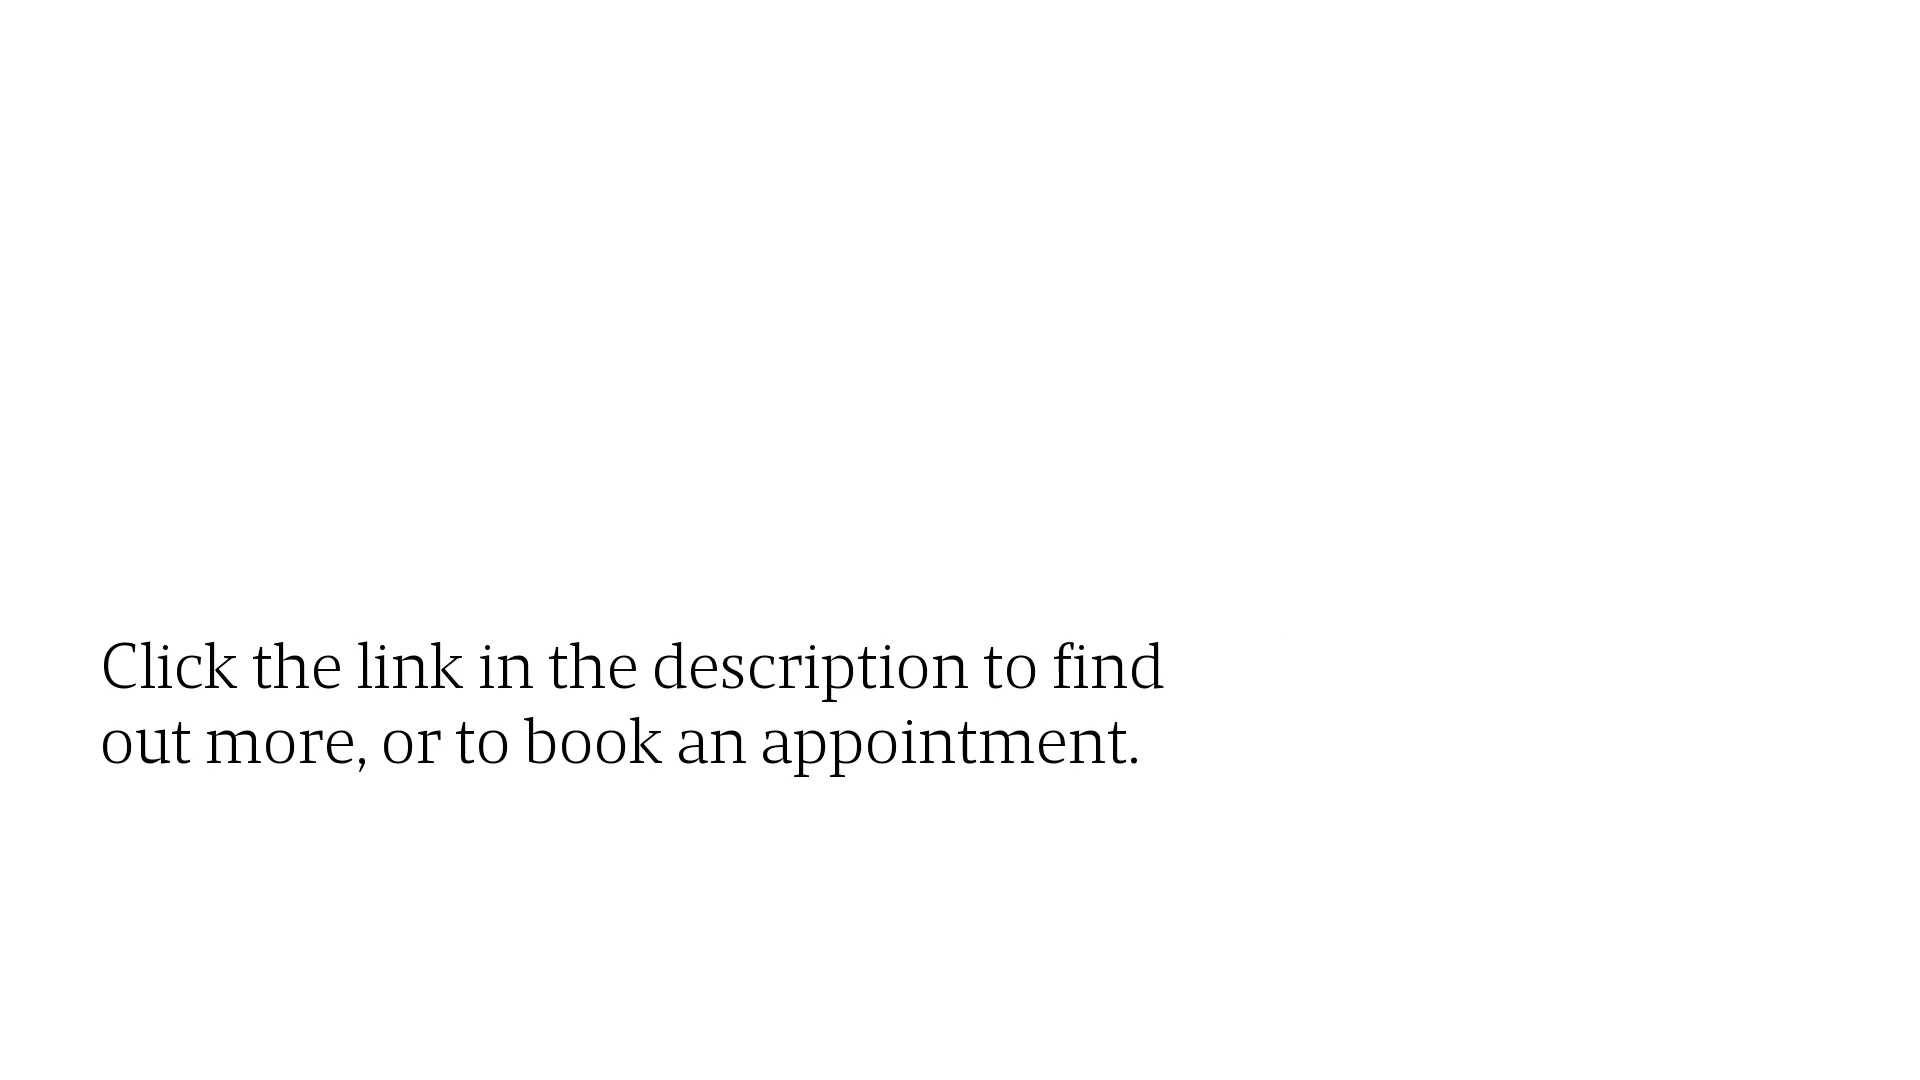 Click the link in the description to find
out more, or to book an appointment.